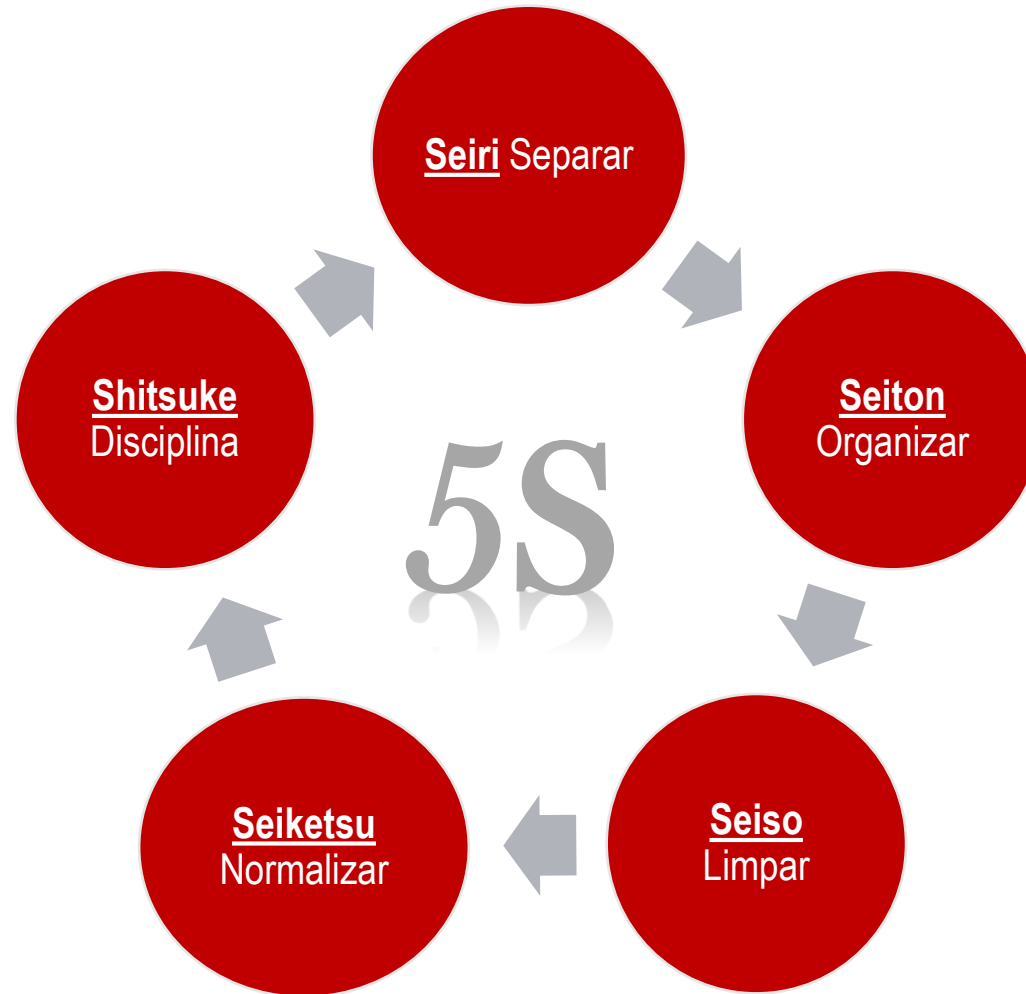 Seiri Separar
Seiton
Organizar
Seiso
Limpar
Seiketsu
Normalizar
Shitsuke
Disciplina
5S